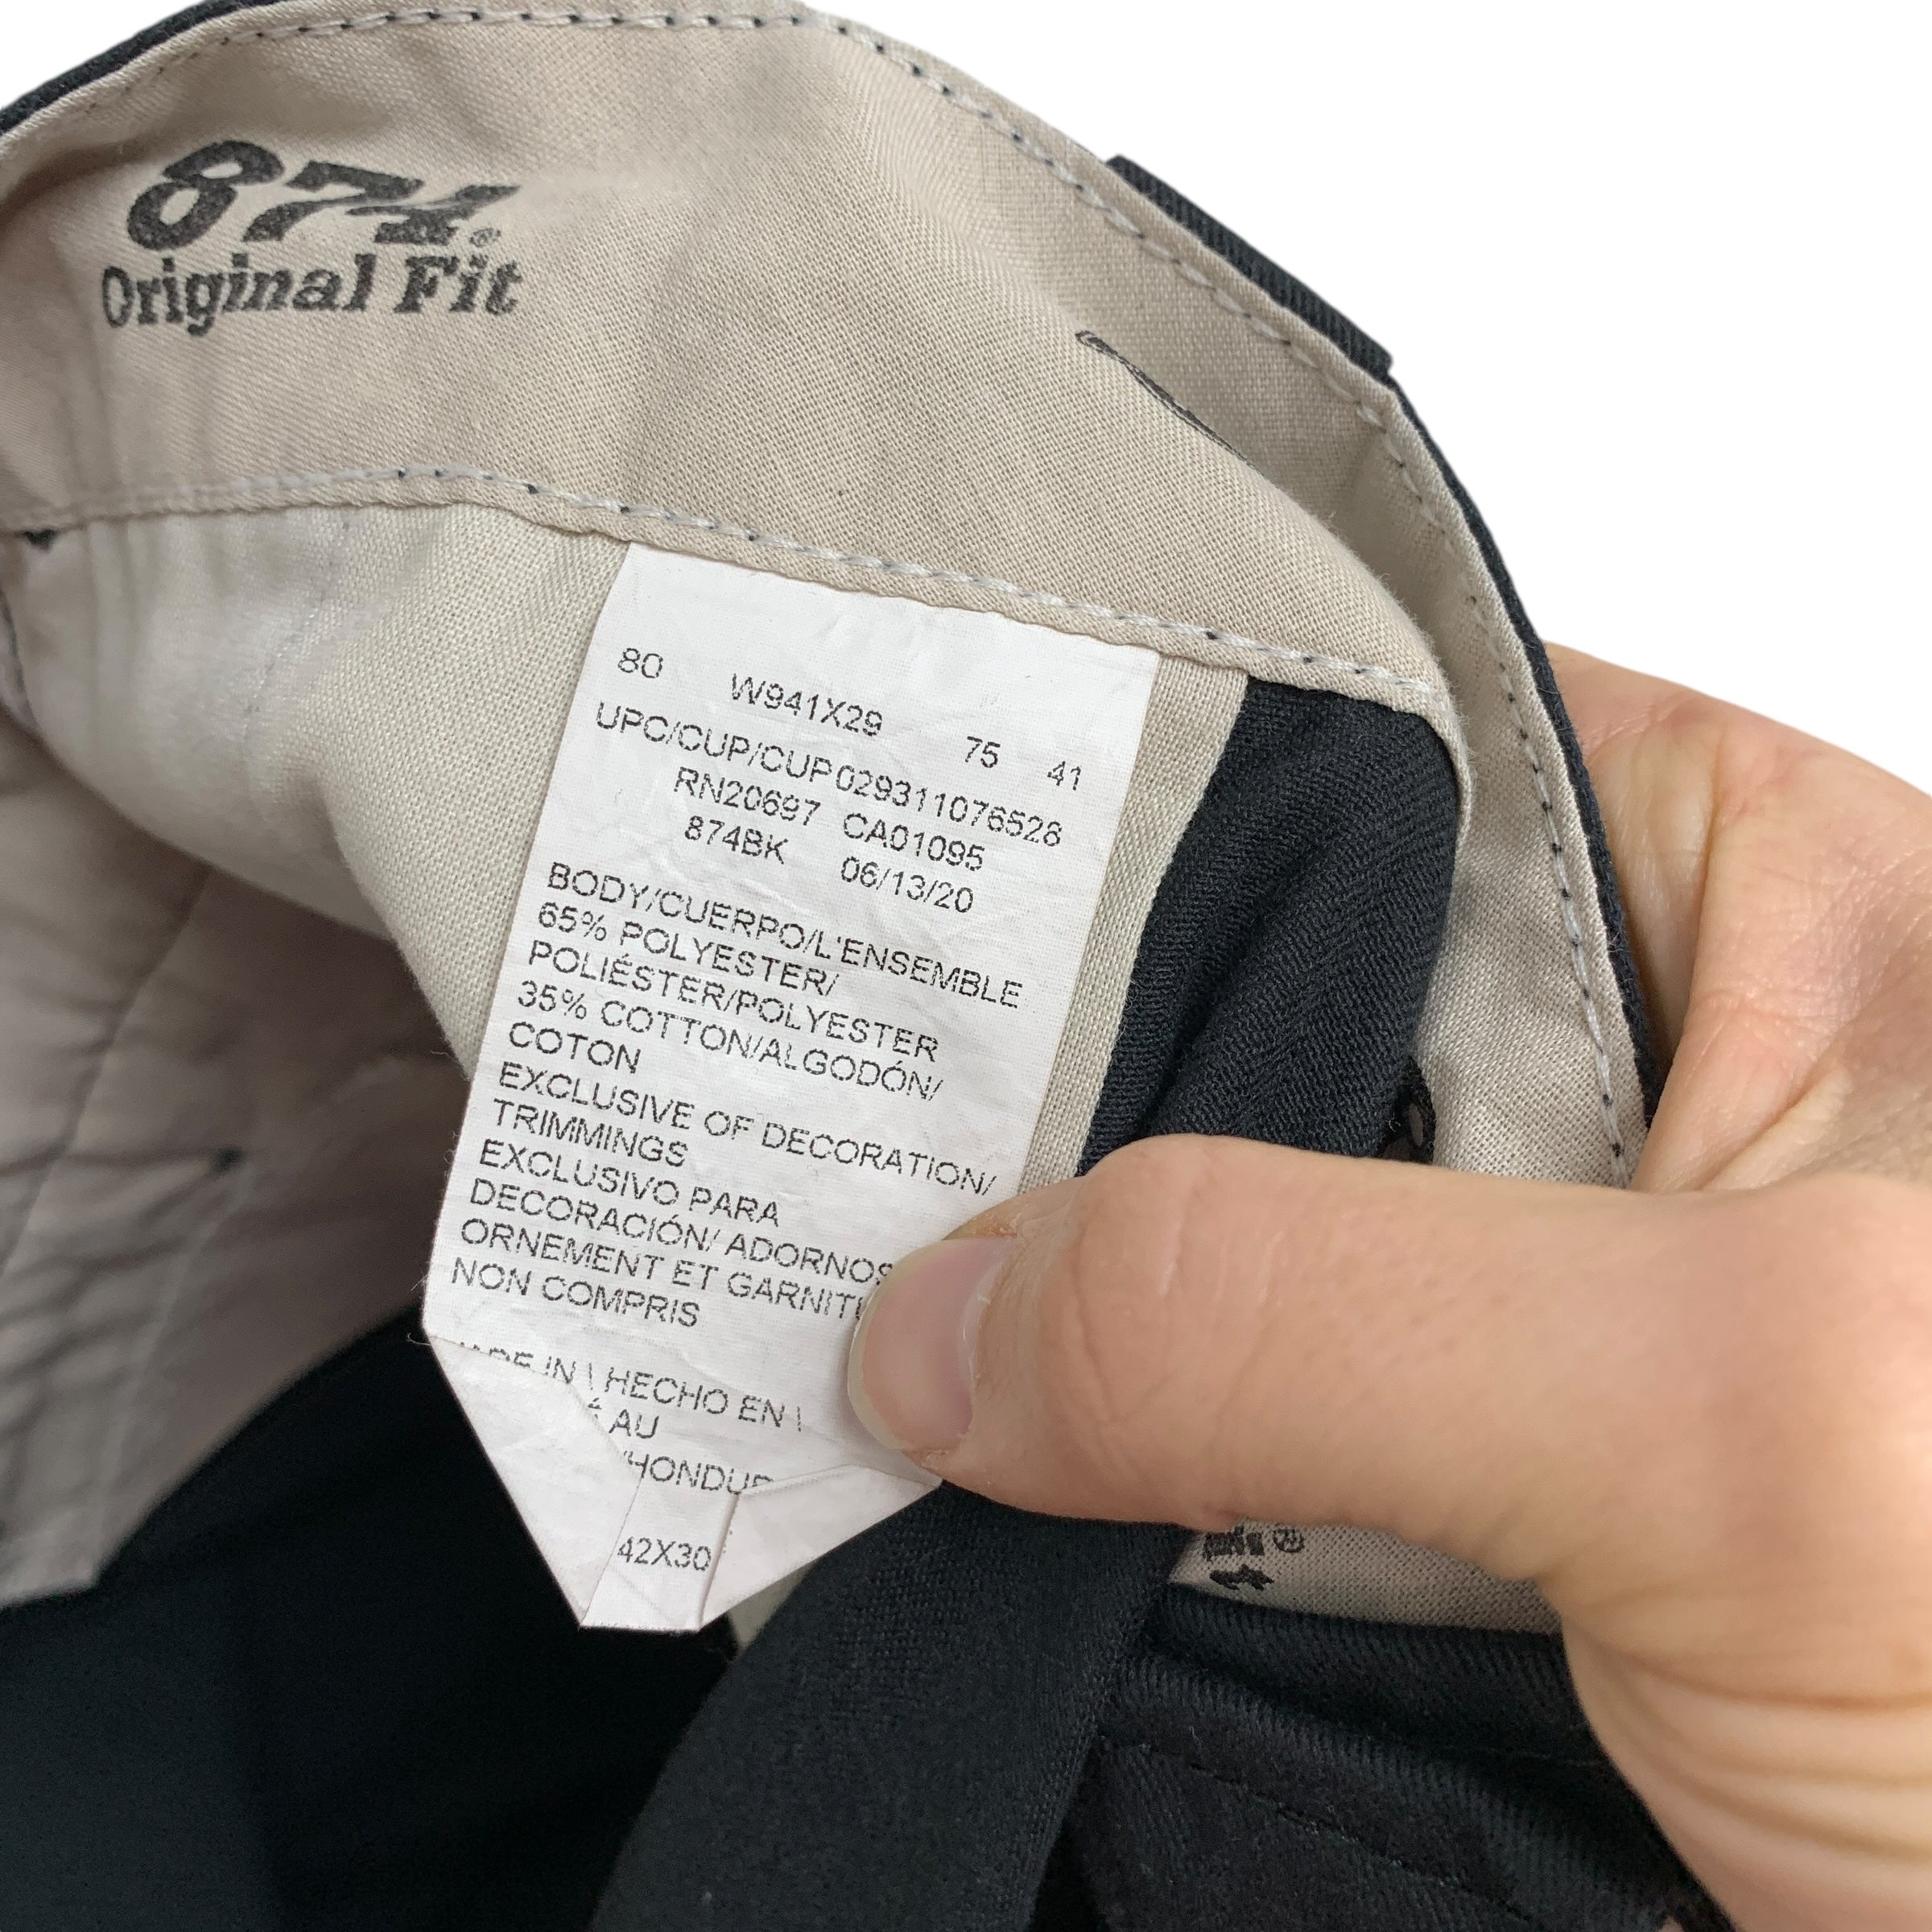 874®
Original Fit
80 W941X29 75 41
UPC/CUP/CUP 029311076528
RN20697 CA01095
874BK 06/13/20
BODY/CUERPO/L'ENSEMBLE
65% POLYESTER/
POLIÉSTER/POLYESTER
35% COTTON/ALGODÓN/
COTON
EXCLUSIVE OF DECORATION/
TRIMMINGS
EXCLUSIVO PARA
DECORACIÓN/ ADORNOS
ORNEMENT ET
NON COMPRIS
IN \ HECHO EN \
AU
42X30